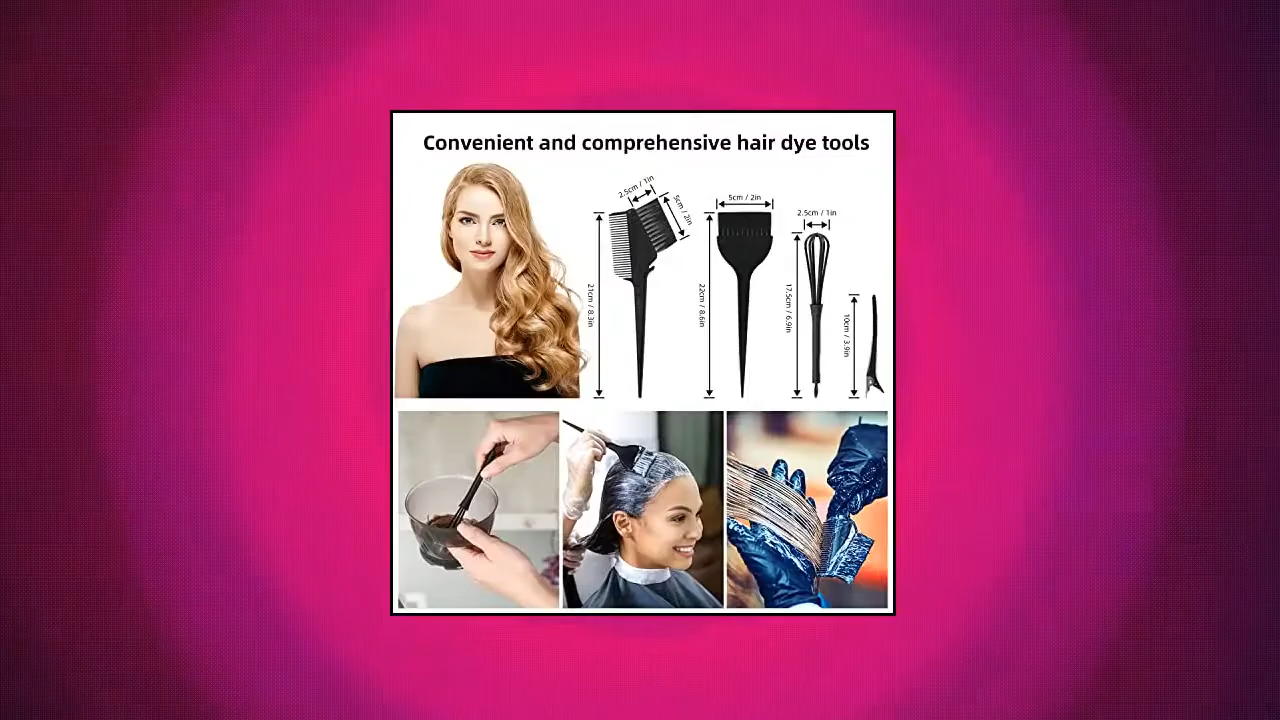 Convenient and comprehensive hair dye tools
2.5cm / 1in
5cm / 2in
21cm / 8.3in
5cm / 2in
22cm / 8.6in
2.5cm / 1in
17.5cm / 6.9in
10cm / 3.9in